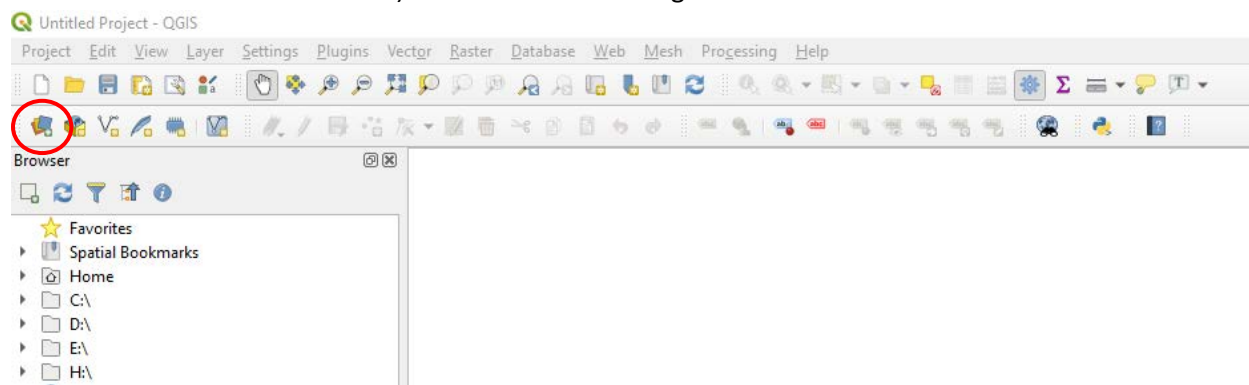 Untitled Project - QGIS
Project Edit View Layer Settings Plugins Vector Raster Database Web Mesh Processing Help
Browser
Favorites
Spatial Bookmarks
Home
C:\
D:\
E:\
H:\